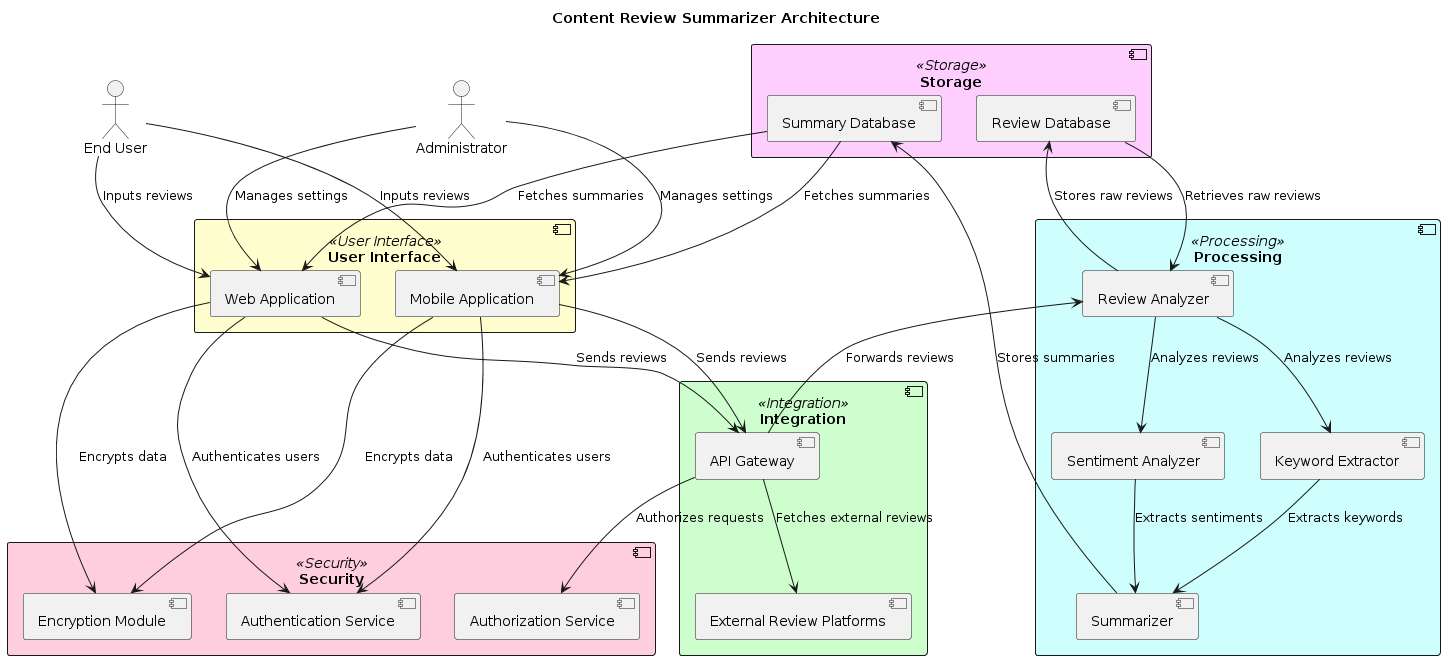 Content Review Summarizer Architecture
«Storage»
Storage
Summary Database
Review Database
End User
Administrator
Inputs reviews
Manages settings
Inputs reviews
Fetches summaries
Manages settings
Fetches summaries
Stores raw reviews
Retrieves raw reviews
«User Interface»
User Interface
Web Application
Mobile Application
«Processing»
Processing
Review Analyzer
Sends reviews
Sends reviews
Forwards reviews
Stores summaries
Analyzes reviews
Analyzes reviews
«Integration»
Integration
API Gateway
Sentiment Analyzer
Keyword Extractor
Encrypts data
Authenticates users
Encrypts data
Authenticates users
Authorizes requests
Fetches external reviews
Extracts sentiments
Extracts keywords
«Security»
Security
Encryption Module
Authentication Service
Authorization Service
External Review Platforms
Summarizer